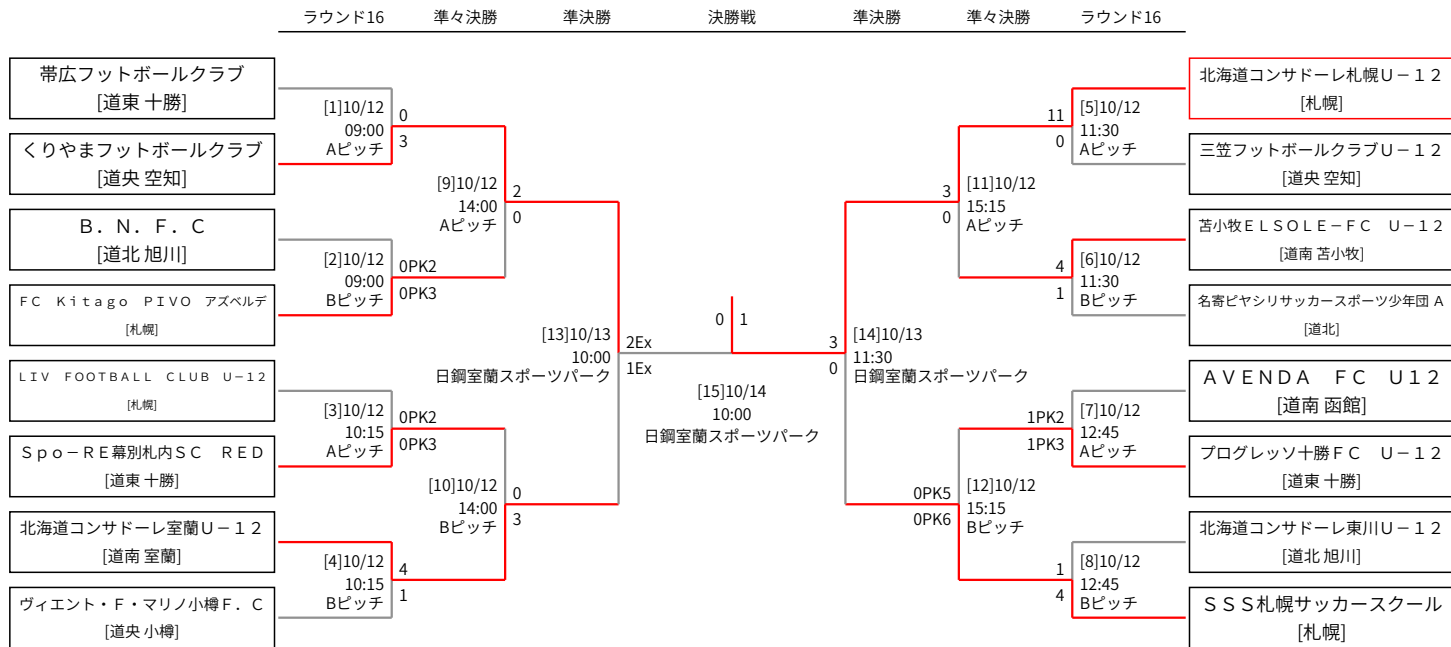 ラウンド16 準々決勝 準決勝 決勝戦 準決勝 準々決勝 ラウンド16
帯広フットボールクラブ
[道東 十勝]
くりやまフットボールクラブ
[道央 空知]
Ｂ．Ｎ．Ｆ．Ｃ
[道北 旭川]
ＦＣ　Ｋｉｔａｇｏ　ＰＩＶＯ　アズベルデ
[札幌]
ＬＩＶ　ＦＯＯＴＢＡＬＬ　ＣＬＵＢ　Ｕ－１２
[札幌]
Ｓｐｏ－ＲＥ幕別札内ＳＣ　ＲＥＤ
[道東 十勝]
北海道コンサドーレ室蘭Ｕ－１２
[道南 室蘭]
ヴィエント・Ｆ・マリノ小樽Ｆ．Ｃ
[道央 小樽]
[1]10/12
09:00
Aピッチ
0
3
[2]10/12
09:00
Bピッチ
0PK2
0PK3
[3]10/12
10:15
Aピッチ
0PK2
0PK3
[4]10/12
10:15
Bピッチ
4
1
[9]10/12
14:00
Aピッチ
2
0
[10]10/12
14:00
Bピッチ
0
3
[13]10/13
10:00
日鋼室蘭スポーツパーク
2Ex
1Ex
0 1
[15]10/14
10:00
日鋼室蘭スポーツパーク
3
0
[14]10/13
11:30
日鋼室蘭スポーツパーク
3
0
[11]10/12
15:15
Aピッチ
0PK5
0PK6
[12]10/12
15:15
Bピッチ
11
0
[5]10/12
11:30
Aピッチ
4
1
[6]10/12
11:30
Bピッチ
1PK2
1PK3
[7]10/12
12:45
Aピッチ
1
4
[8]10/12
12:45
Bピッチ
北海道コンサドーレ札幌Ｕ－１２
[札幌]
三笠フットボールクラブＵ－１２
[道央 空知]
苫小牧ＥＬＳＯＬＥ－ＦＣ　Ｕ－１２
[道南 苫小牧]
名寄ピヤシリサッカースポーツ少年団 Ａ
[道北]
ＡＶＥＮＤＡ　ＦＣ　Ｕ１２
[道南 函館]
プログレッソ十勝ＦＣ　Ｕ－１２
[道東 十勝]
北海道コンサドーレ東川Ｕ－１２
[道北 旭川]
ＳＳＳ札幌サッカースクール
[札幌]